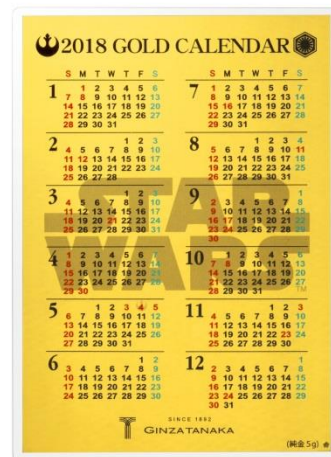 2018 GOLD CALENDAR
S M T W T F S
1
1 2 3 4 5 6
7 8 9 10 11 12 13
14 15 16 17 18 19 20
21 22 23 24 25 26 27
28 29 30 31
2
1 2 3
4 5 6 7 8 9 10
11 12 13 14 15 16 17
18 19 20 21 22 23 24
25 26 27 28
3
1 2 3
4 5 6 7 8 9 10
11 12 13 14 15 16 17
18 19 20 21 22 23 24
25 26 27 28 29 30 31
4
1 2 3 4 5 6 7
8 9 10 11 12 13 14
15 16 17 18 19 20 21
22 23 24 25 26 27 28
29 30
5
1 2 3 4 5
6 7 8 9 10 11 12
13 14 15 16 17 18 19
20 21 22 23 24 25 26
27 28 29 30 31
6
1 2
3 4 5 6 7 8 9
10 11 12 13 14 15 16
17 18 19 20 21 22 23
24 25 26 27 28 29 30
S M T W T F S
7
1 2 3 4 5 6 7
8 9 10 11 12 13 14
15 16 17 18 19 20 21
22 23 24 25 26 27 28
29 30 31
8
1 2 3 4
5 6 7 8 9 10 11
12 13 14 15 16 17 18
19 20 21 22 23 24 25
26 27 28 29 30 31
9
1
2 3 4 5 6 7 8
9 10 11 12 13 14 15
16 17 18 19 20 21 22
23 24 25 26 27 28 29
30
10
1 2 3 4 5 6
7 8 9 10 11 12 13
14 15 16 17 18 19 20
21 22 23 24 25 26 27
28 29 30 31
11
1 2 3
4 5 6 7 8 9 10
11 12 13 14 15 16 17
18 19 20 21 22 23 24
25 26 27 28 29 30
12
1
2 3 4 5 6 7 8
9 10 11 12 13 14 15
16 17 18 19 20 21 22
23 24 25 26 27 28 29
30 31
STAR
WARS
TM
SINCE 1892
GINZA TANAKA
(純金5g)